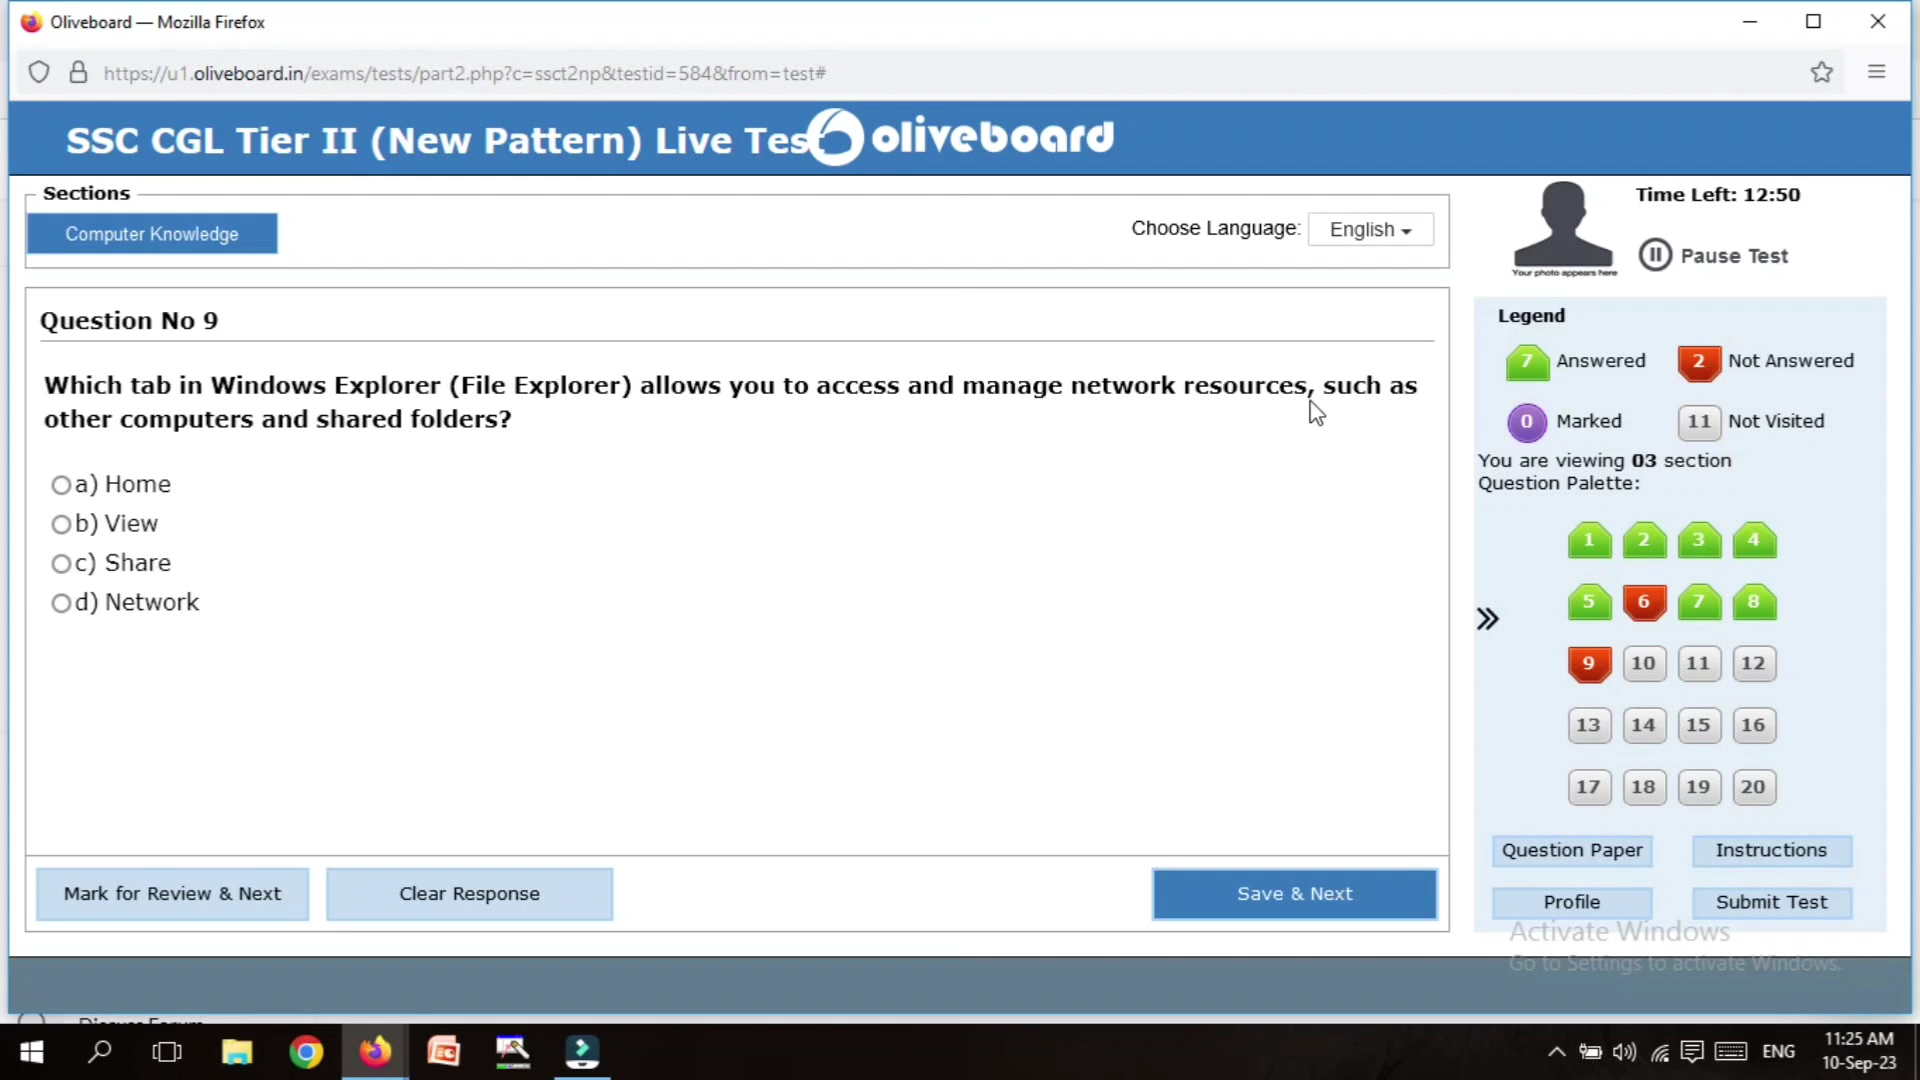 Oliveboard — Mozilla Firefox
https://u1.oliveboard.in/exams/tests/part2.php?c=ssct2np&testid=584&from=test#
SSC CGL Tier II (New Pattern) Live Tes
oliveboard
Sections
Computer Knowledge
Choose Language: English
Your photo appears here
Time Left: 12:50
Pause Test
Question No 9
Which tab in Windows Explorer (File Explorer) allows you to access and manage network resources, such as
other computers and shared folders?
a) Home
b) View
c) Share
d) Network
Mark for Review & Next
Clear Response
Save & Next
Legend
7 Answered 2 Not Answered
0 Marked 11 Not Visited
You are viewing 03 section
Question Palette:
1 2 3 4
5 6 7 8
9 10 11 12
13 14 15 16
17 18 19 20
Question Paper Instructions
Profile Submit Test
Activate Windows
Go to Settings to activate Windows.
ENG
11:25 AM
10-Sep-23